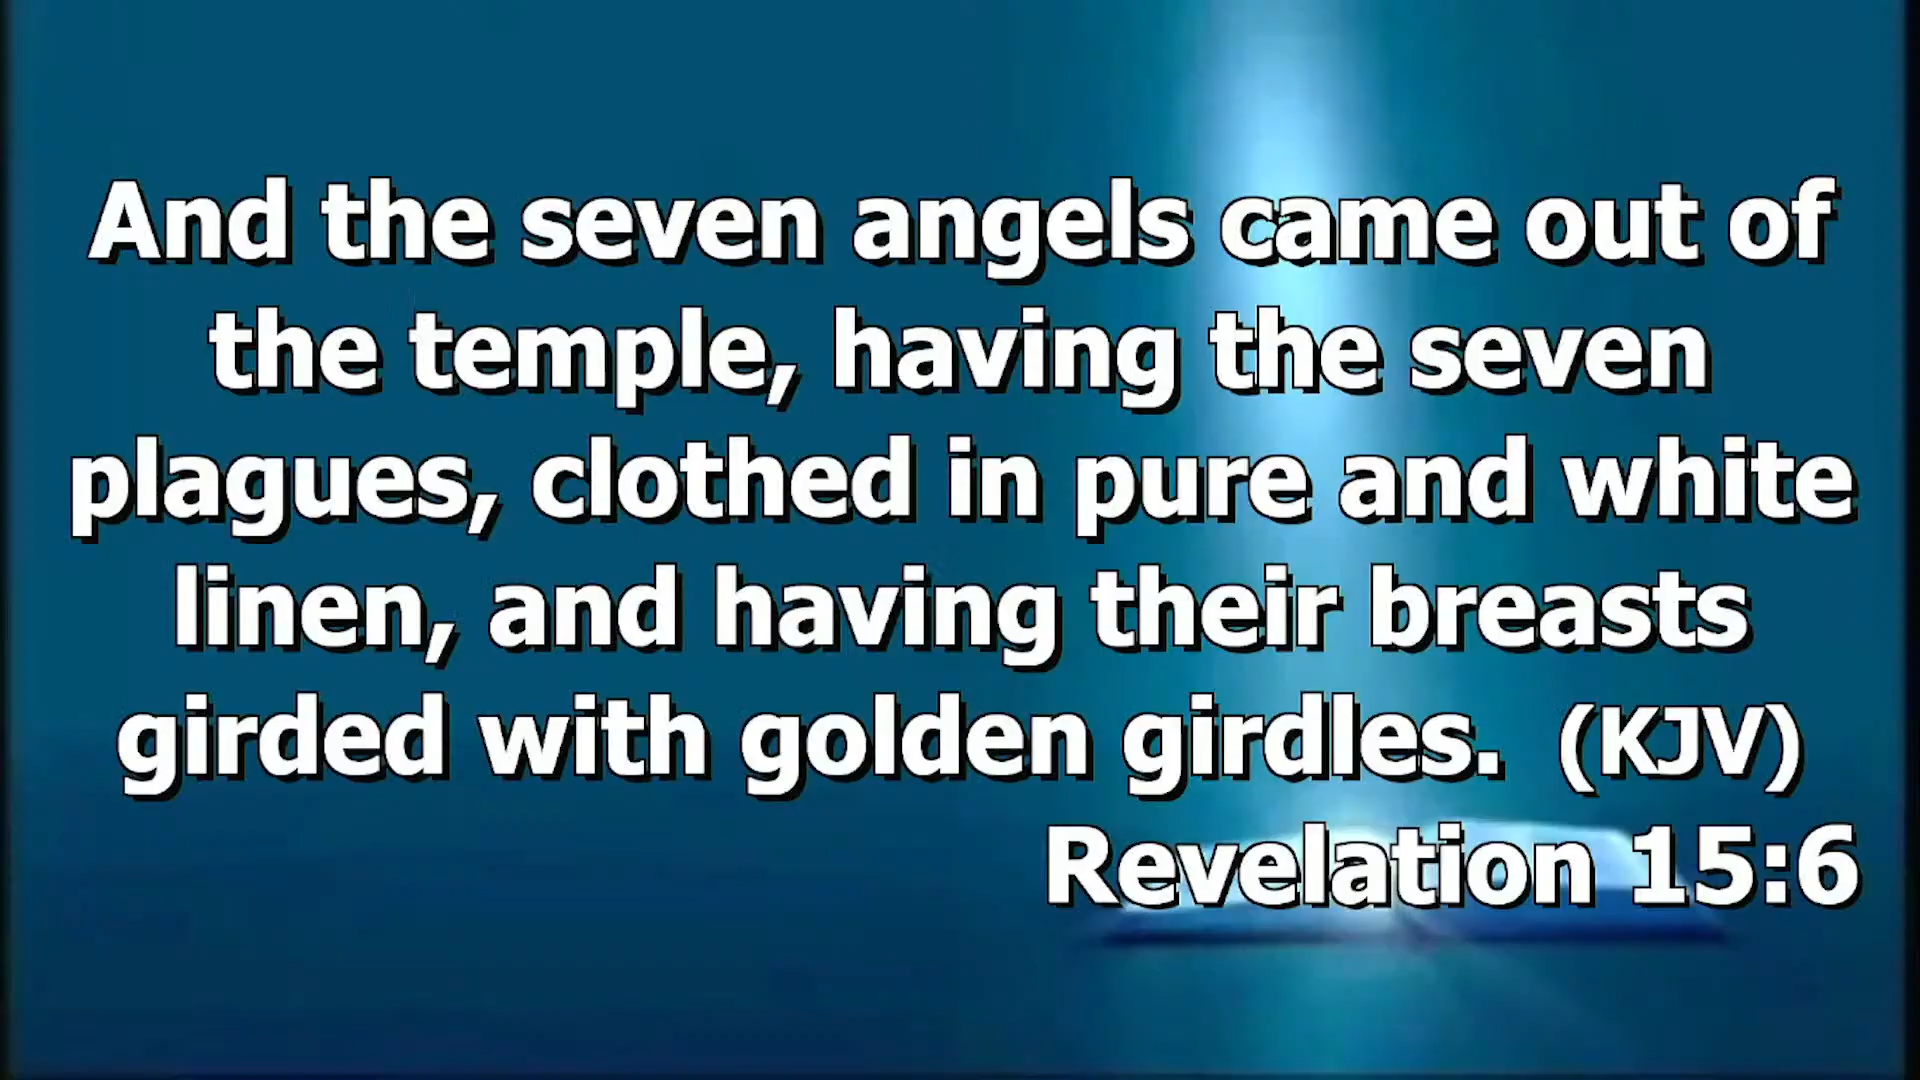 And the seven angels came out of
the temple, having the seven
plagues, clothed in pure and white
linen, and having their breasts
girded with golden girdles.  (KJV)
Revelation 15:6